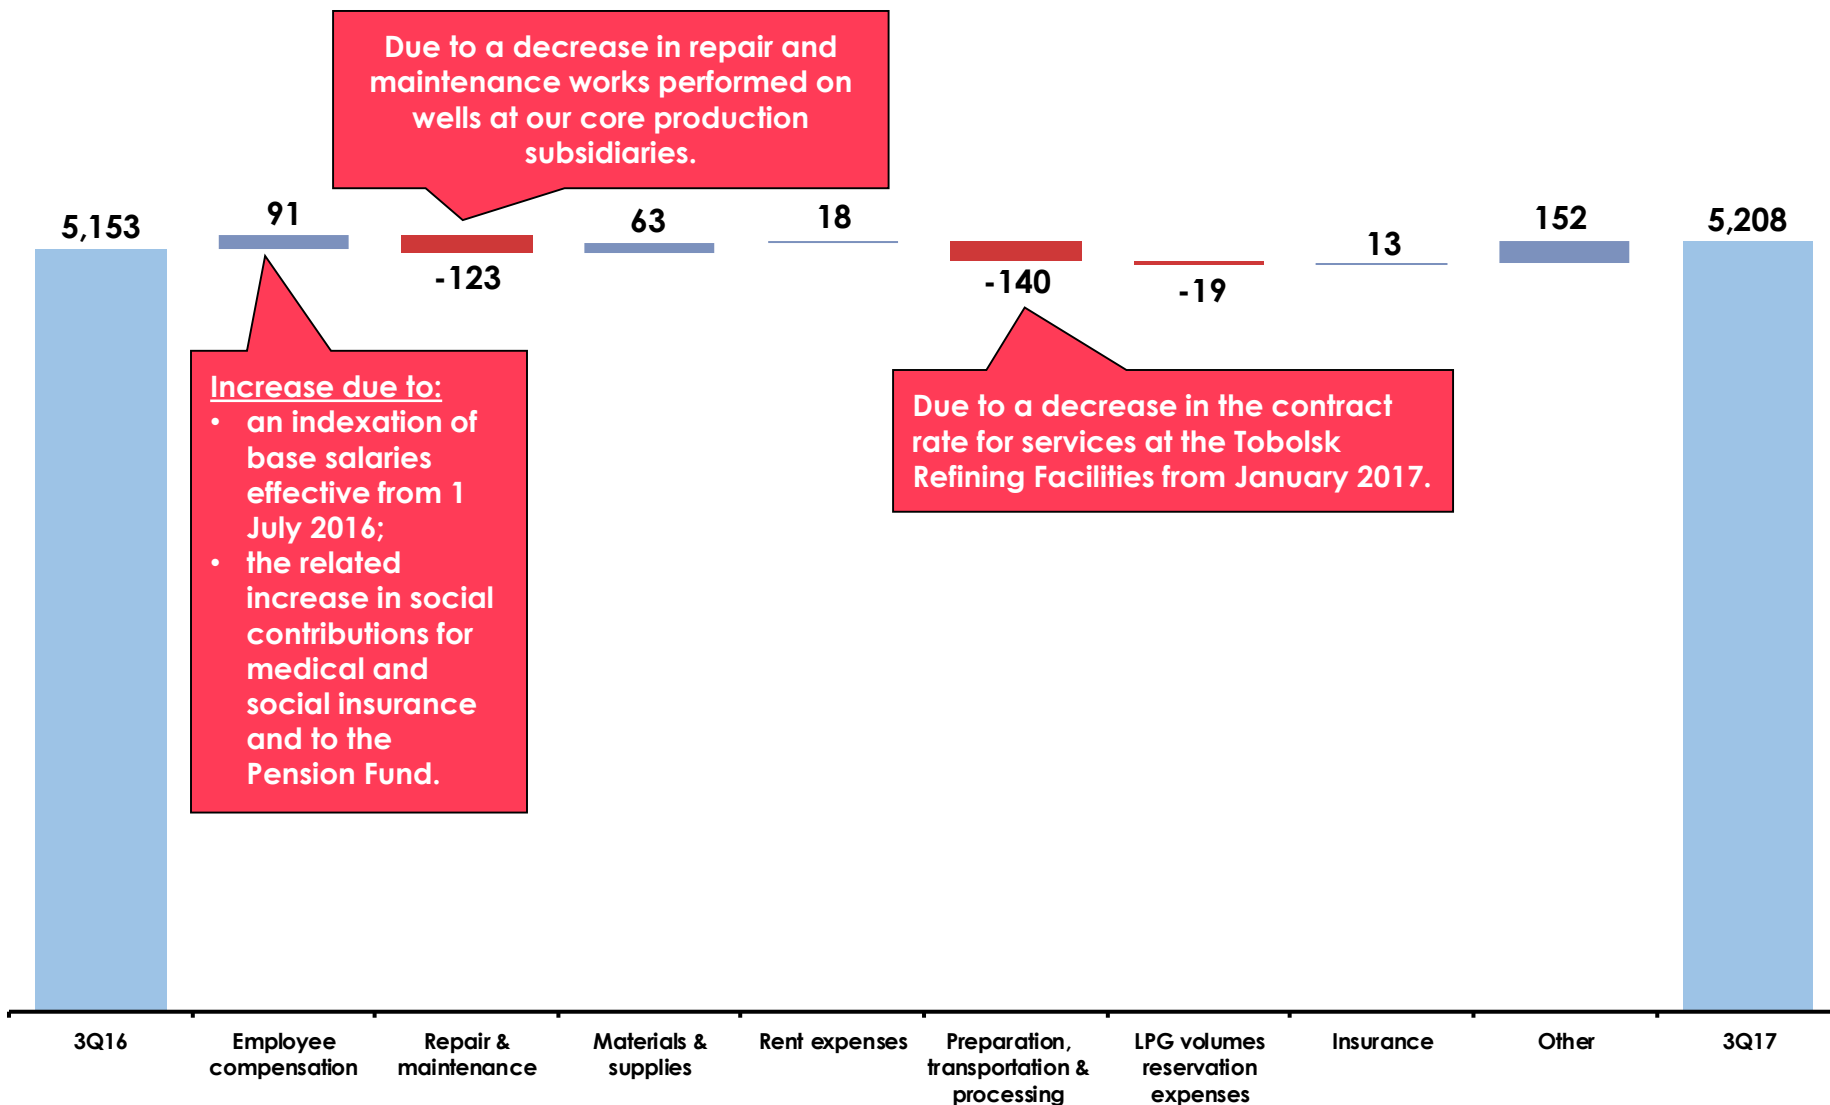 Due to a decrease in repair and
maintenance works performed on
wells at our core production
subsidiaries.
5,153
91
-123
63
18
-140
-19
13
152
5,208
Increase due to:
• an indexation of
base salaries
effective from 1
July 2016;
• the related
increase in social
contributions for
medical and
social insurance
and to the
Pension Fund.
Due to a decrease in the contract
rate for services at the Tobolsk
Refining Facilities from January 2017.
3Q16
Employee
compensation
Repair &
maintenance
Materials &
supplies
Rent expenses
Preparation,
transportation &
processing
LPG volumes
reservation
expenses
Insurance
Other
3Q17